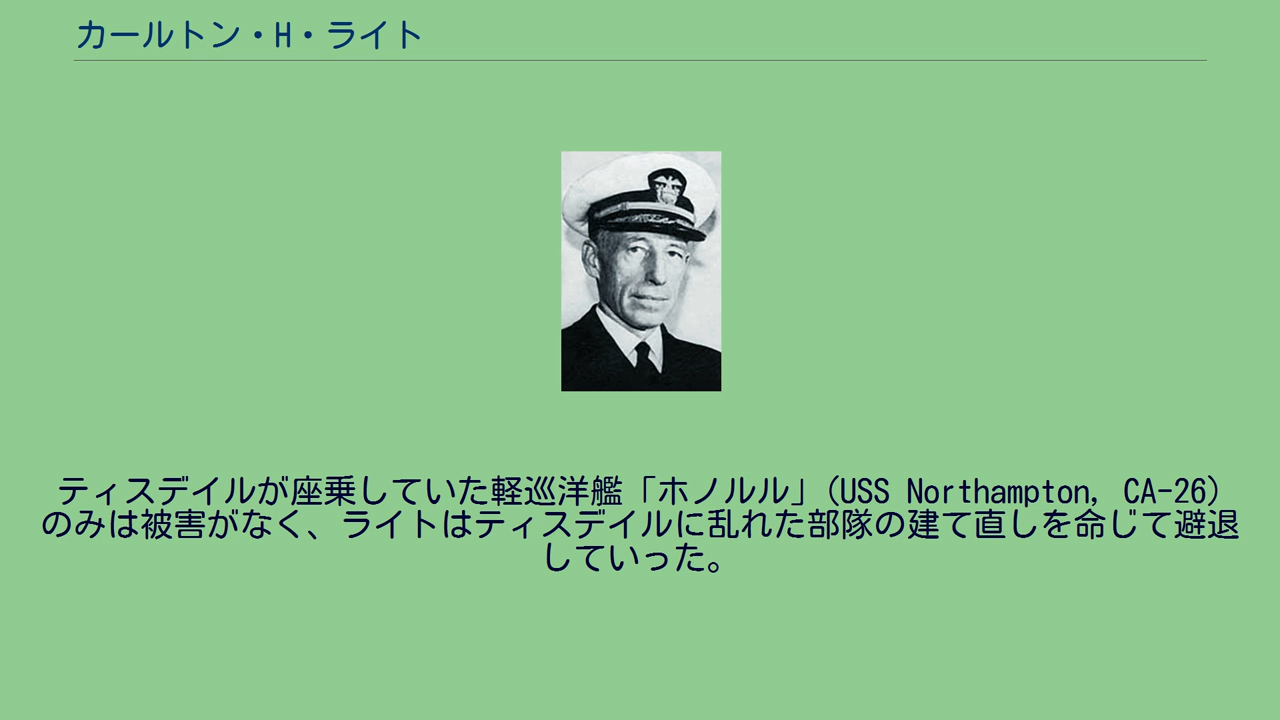 カールトン・H・ライト
ティスデイルが座乗していた軽巡洋艦「ホノルル」(USS Northampton, CA-26)
のみは被害がなく、ライトはティスデイルに乱れた部隊の建て直しを命じて避退
していった。